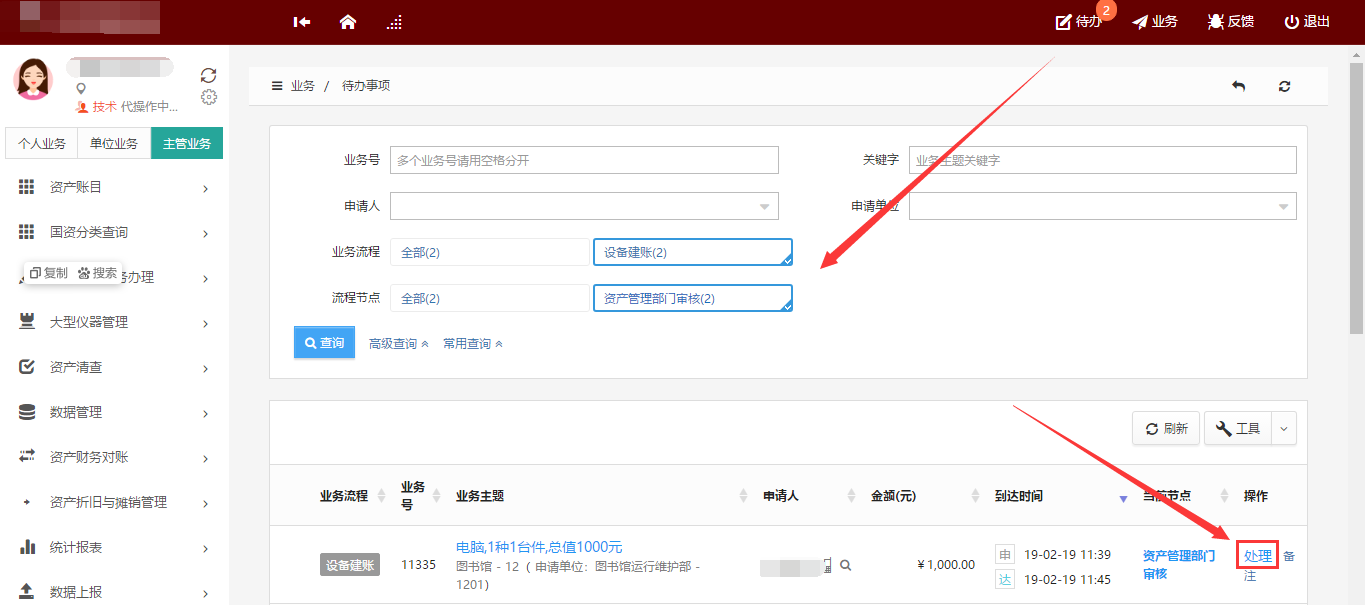 待办 2 业务 反馈 退出
技术 代操作中...
个人业务 单位业务 主管业务
资产账目
国资分类查询
复制 搜索 务办理
大型仪器管理
资产清查
数据管理
资产财务对账
资产折旧与摊销管理
统计报表
数据上报
业务 / 待办事项
业务号 多个业务号请用空格分开 关键字 业务主题关键字
申请人 申请单位
业务流程 全部(2) 设备建账(2)
流程节点 全部(2) 资产管理部门审核(2)
查询 高级查询 常用查询
刷新 工具
业务流程 业务号 业务主题 申请人 金额(元) 到达时间 当前节点 操作
设备建账 11335
电脑,1种1台件,总值1000元
图书馆 - 12（ 申请单位：图书馆运行维护部 -
1201）
¥ 1,000.00
申 19-02-19 11:39
达 19-02-19 11:45
资产管理部门
审核
处理 备
注